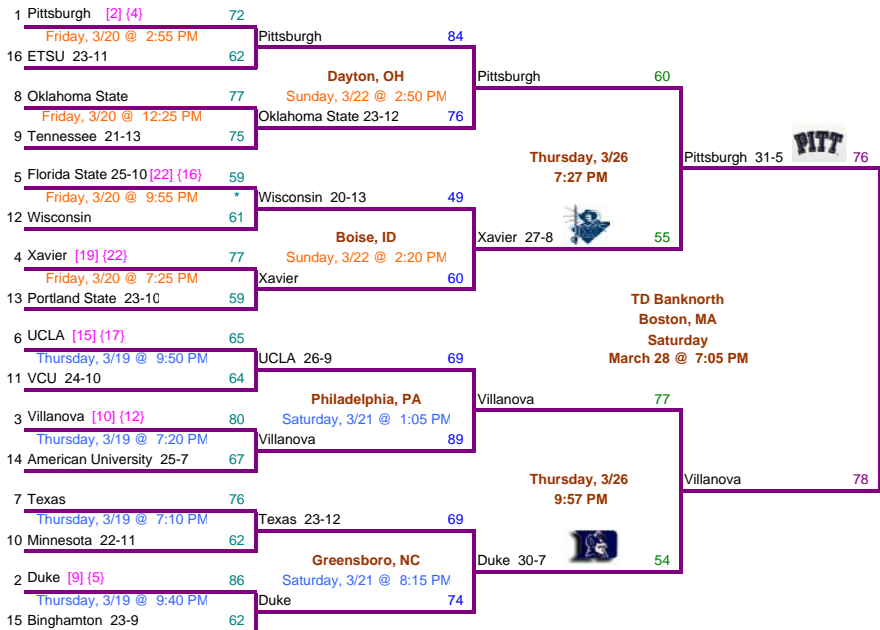 1 Pittsburgh [2] {4} 72
Friday, 3/20 @ 2:55 PM
16 ETSU 23-11 62
8 Oklahoma State 77
Friday, 3/20 @ 12:25 PM
9 Tennessee 21-13 75
5 Florida State 25-10 [22] {16} 59
Friday, 3/20 @ 9:55 PM *
12 Wisconsin 61
4 Xavier [19] {22} 77
Friday, 3/20 @ 7:25 PM
13 Portland State 23-10 59
6 UCLA [15] {17} 65
Thursday, 3/19 @ 9:50 PM
11 VCU 24-10 64
3 Villanova [10] {12} 80
Thursday, 3/19 @ 7:20 PM
14 American University 25-7 67
7 Texas 76
Thursday, 3/19 @ 7:10 PM
10 Minnesota 22-11 62
2 Duke [9] {5} 86
Thursday, 3/19 @ 9:40 PM
15 Binghamton 23-9 62
Pittsburgh 84
Dayton, OH
Sunday, 3/22 @ 2:50 PM
Oklahoma State 23-12 76
Wisconsin 20-13 49
Boise, ID
Sunday, 3/22 @ 2:20 PM
Xavier 60
UCLA 26-9 69
Philadelphia, PA
Saturday, 3/21 @ 1:05 PM
Villanova 89
Texas 23-12 69
Greensboro, NC
Saturday, 3/21 @ 8:15 PM
Duke 74
Pittsburgh 60
Thursday, 3/26
7:27 PM
Xavier 27-8 55
Villanova 77
Thursday, 3/26
9:57 PM
Duke 30-7 54
Pittsburgh 31-5 PITT 76
TD Banknorth
Boston, MA
Saturday
March 28 @ 7:05 PM
Villanova 78